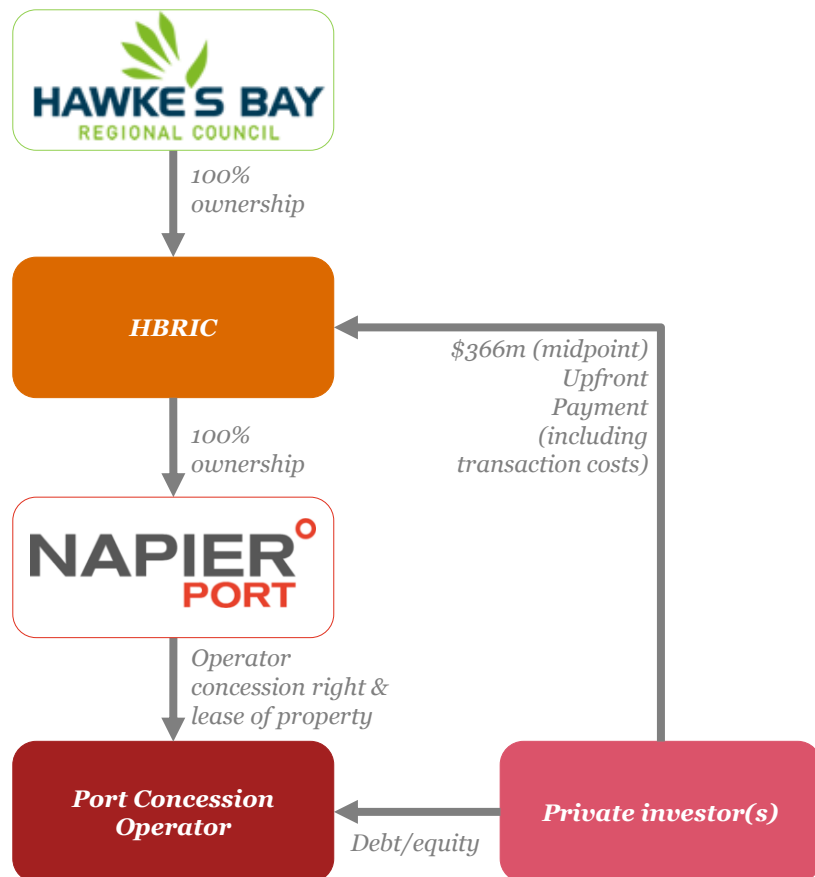 HAWKE'S BAY
REGIONAL COUNCIL
100%
ownership
HBRIC
$366m (midpoint)
Upfront
Payment
(including
transaction costs)
100%
ownership
NAPIER
PORT
Operator
concession right &
lease of property
Port Concession
Operator
Debt/equity
Private investor(s)